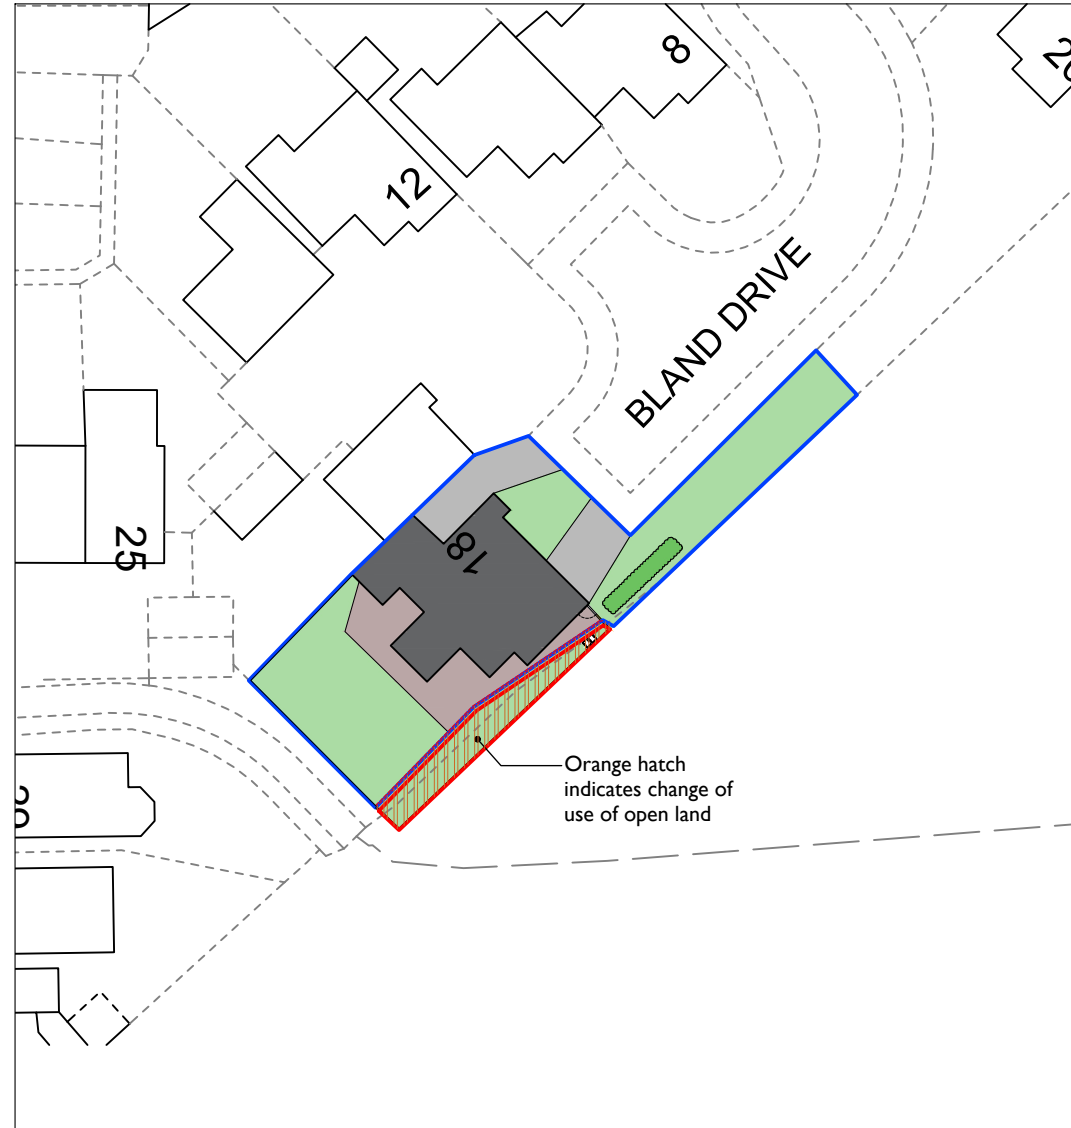 8
12
BLAND DRIVE
18
25
Orange hatch
indicates change of
use of open land